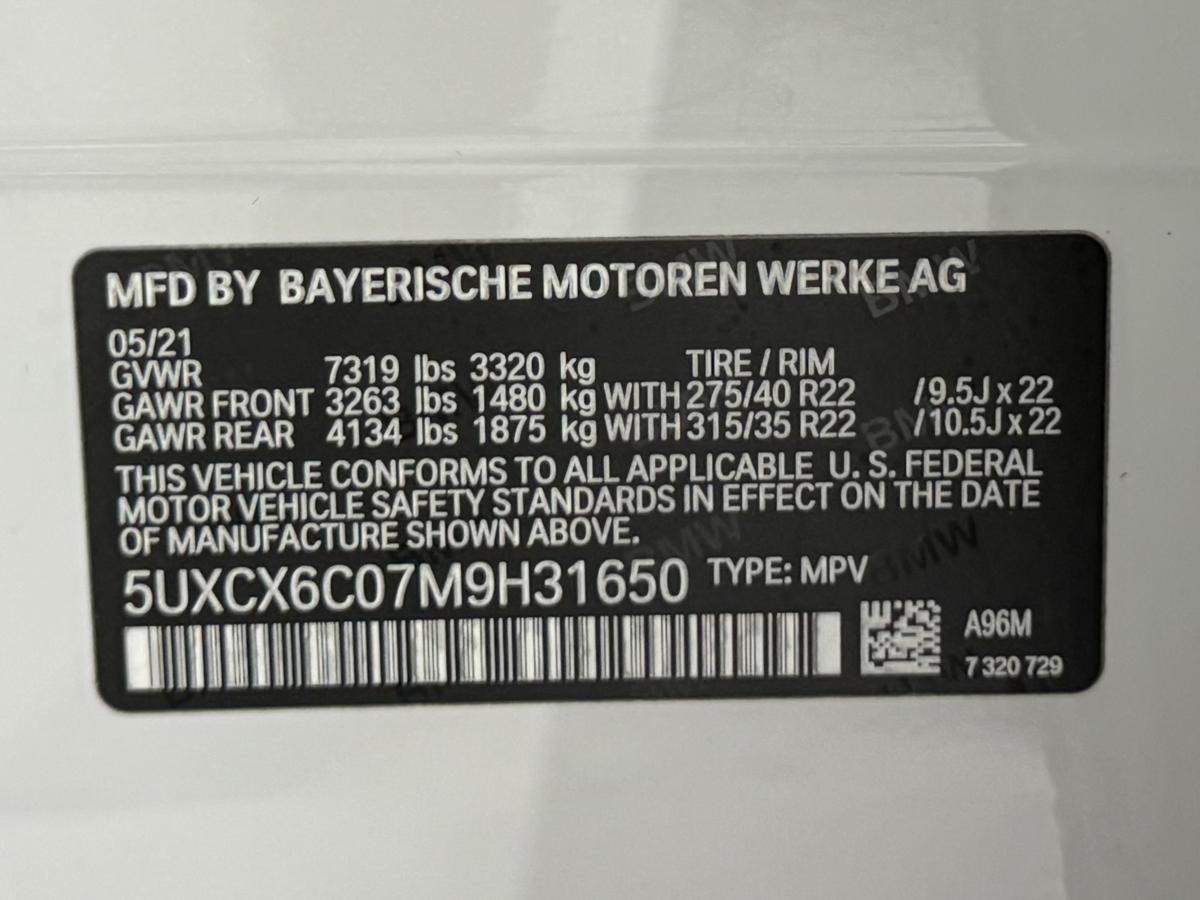 MFD BY BAYERISCHE MOTOREN WERKE AG
05/21
GVWR 7319 lbs 3320 kg TIRE / RIM
GAWR FRONT 3263 lbs 1480 kg WITH 275/40 R22 /9.5J x 22
GAWR REAR 4134 lbs 1875 kg WITH 315/35 R22 /10.5J x 22
THIS VEHICLE CONFORMS TO ALL APPLICABLE U. S. FEDERAL
MOTOR VEHICLE SAFETY STANDARDS IN EFFECT ON THE DATE
OF MANUFACTURE SHOWN ABOVE.
5UXCX6C07M9H31650 TYPE: MPV
A96M
7 320 729